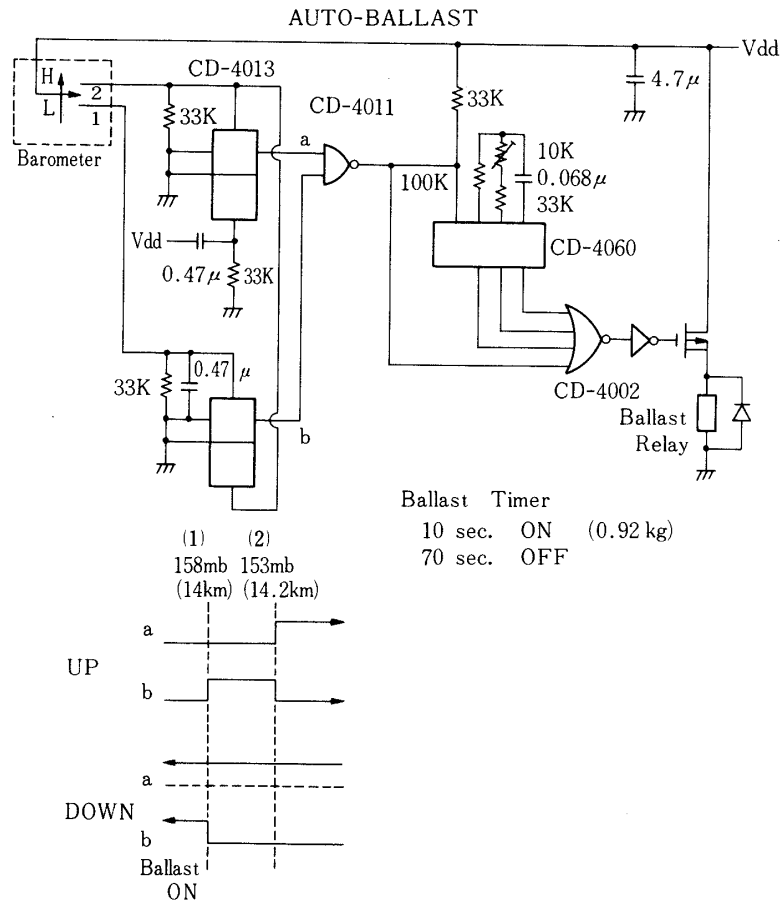 AUTO-BALLAST
Vdd
H
L
2
1
Barometer
CD-4013
33K
a
CD-4011
33K
4.7μ
100K
10K
0.068μ
33K
CD-4060
Vdd
0.47μ
33K
33K
0.47 μ
b
CD-4002
Ballast
Relay
Ballast Timer
10 sec. ON (0.92 kg)
70 sec. OFF
(1) (2)
158mb 153mb
(14km) (14.2km)
a
UP
b
a
DOWN
b
Ballast
ON